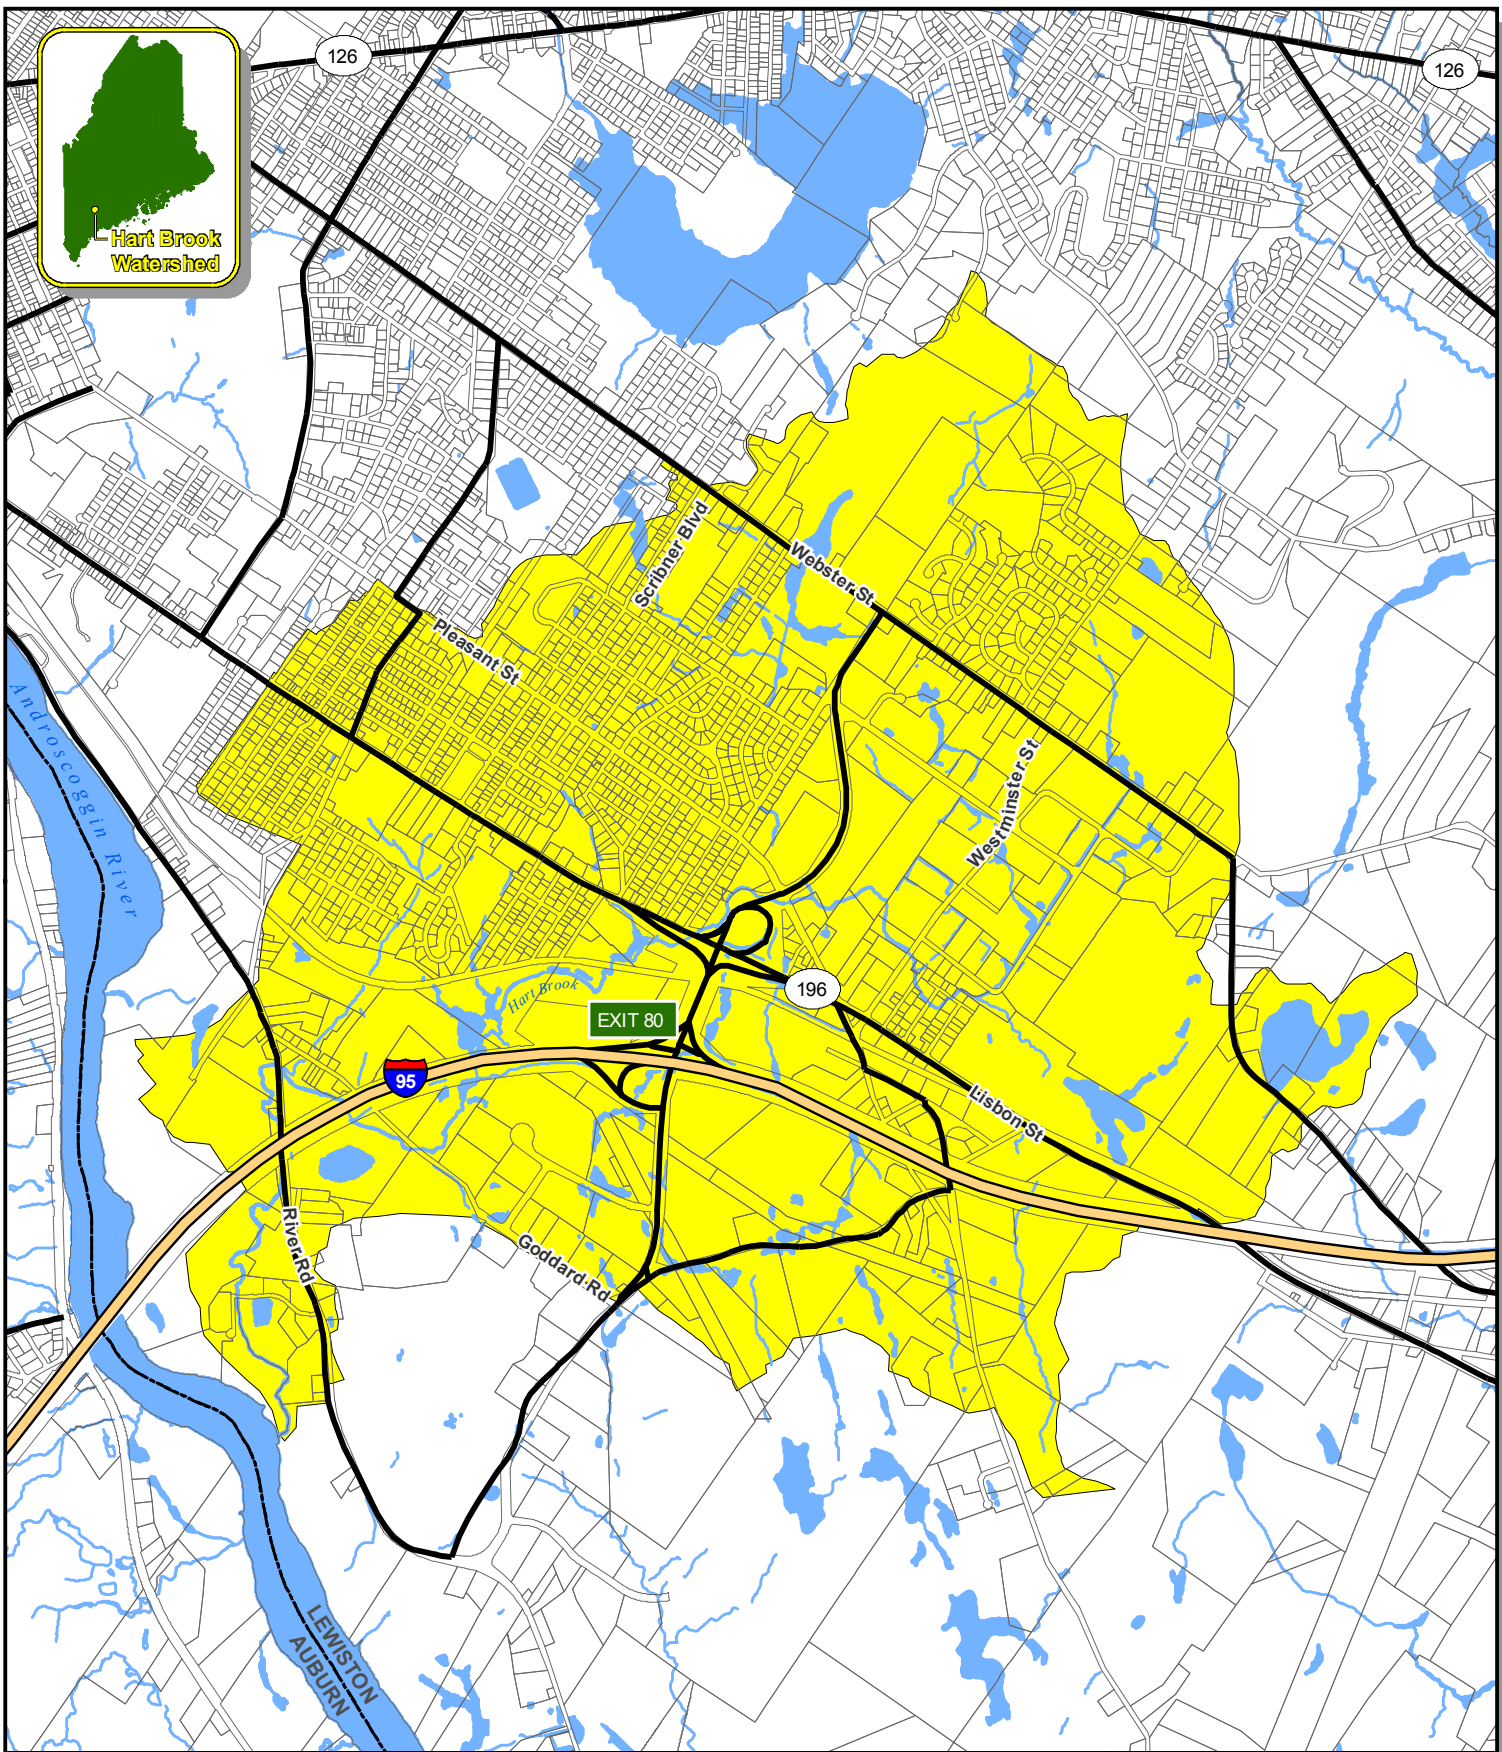 126
126
Hart Brook
Watershed
Scribner Blvd
Webster St
Pleasant St
Androscoggin River
Westminster St
Hart Brook
196
EXIT 80
95
Lisbon St
River Rd
Goddard Rd
LEWISTON
AUBURN